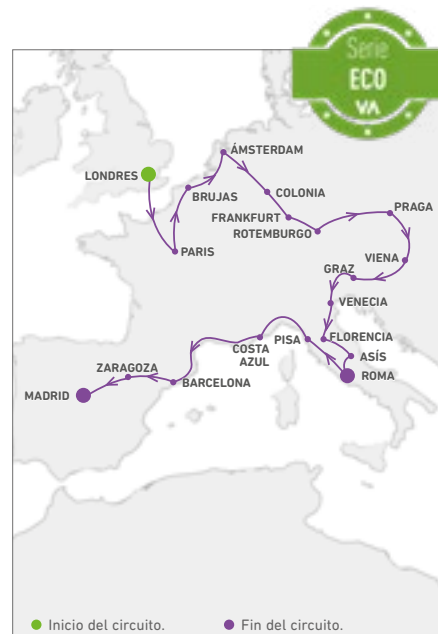 Serie
ECO
VA
ÁMSTERDAM
LONDRES
BRUJAS
COLONIA
FRANKFURT
PRAGA
ROTEMBURGO
PARIS
VIENA
GRAZ
VENECIA
FLORENCIA
PISA
COSTA
AZUL
ASÍS
ZARAGOZA
ROMA
BARCELONA
MADRID
Inicio del circuito.
Fin del circuito.